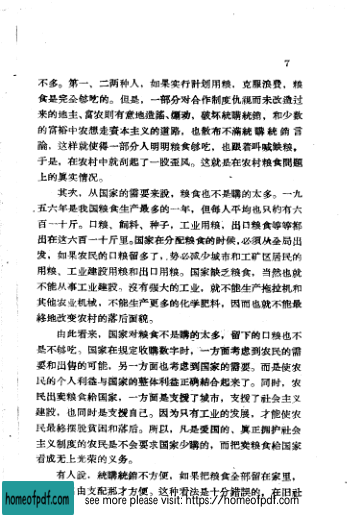 7
不多。第一、二两种人，如果实行計划用粮，克服浪费，粮
食是完全够吃的。但是，一部分对合作制度仇視而未改造过
来的地主、富农则有意地造謠、煽动，破坏統購統銷，和少数
的富裕中农想走資本主义的道路，也散布不滿統購統銷言
論，这样就使得一部分人明明粮食够吃，也跟着叫喊缺粮，
于是，在农村中就刮起了一股歪风。这就是在农村粮食問題
上的真实情况。
其次，从国家的需要来說，粮食也不是購的太多。一九
五六年是我国粮食生产最多的一年，但每人平均也只約有六
百一十斤。口粮、飼料、种子，工业用粮，出口粮食等等都
出在这六百一十斤里。国家在分配粮食的时候，必須从全局出
发，如果农民的口粮留多了，势必减少城市和工矿区居民的
用粮、工业建設用粮和出口用粮。国家缺乏粮食，当然也就
不能从事工业建設。沒有强大的工业，就不能生产拖拉机和
其他农业机械，不能生产更多的化学肥料，因而也就不能最
終地改变农村的落后面貌。
由此看来，国家对粮食不是購的太多，留下的口粮也不
是不够吃。国家在規定收購数字时，一方面考虑到农民的需
要和出售的可能，另一方面也考虑到国家的需要。而是使农
民的个人利益与国家的整体利益正确結合起来了。同时，农
民出卖粮食給国家，一方面是支援了城市，支援了社会主义
建設，也同时是支援自己。因为只有工业的发展，才能使农
民最終摆脱貧困和落后。所以，凡是爱国的、真正拥护社会
主义制度的农民是不会要求国家少購的，而把卖粮食給国家
看成无上光荣的义务。
有人說，統購統銷不方便，如果把粮食全部留在家里，
由支配那才方便。这种看法是十分錯誤的，在旧社
homeofpdf.com
see more please visit: https://homeofpdf.com